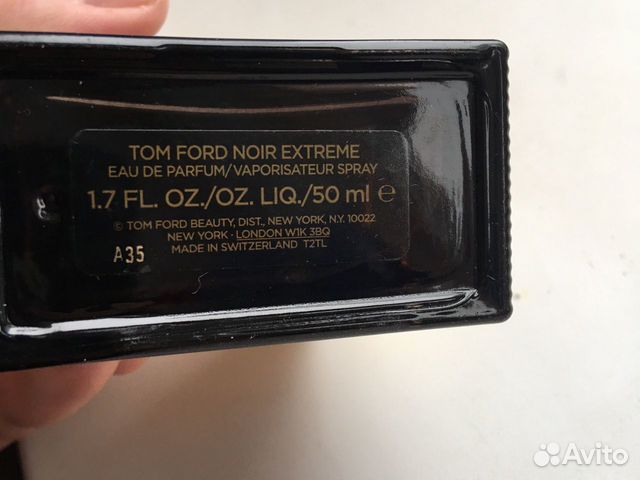 TOM FORD NOIR EXTREME
EAU DE PARFUM/VAPORISATEUR SPRAY
1.7 FL. OZ./OZ. LIQ./50 ml ℮
© TOM FORD BEAUTY, DIST., NEW YORK, N.Y. 10022
NEW YORK · LONDON W1K 3BQ
MADE IN SWITZERLAND T2TL
A35
Avito